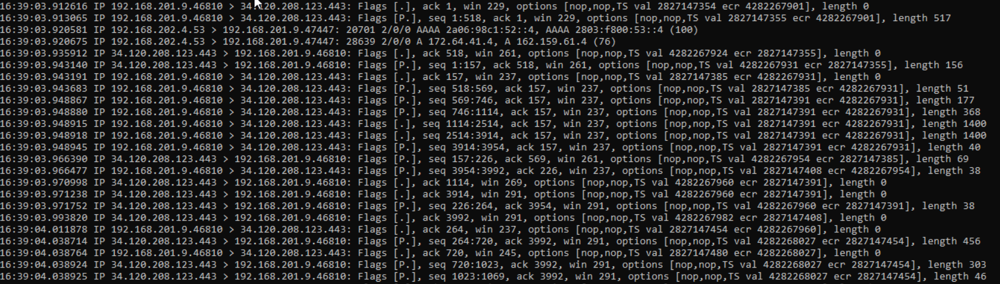 16:39:03.912616 IP 192.168.201.9.46810 > 34.120.208.123.443: Flags [.], ack 1, win 229, options [nop,nop,TS val 2827147354 ecr 4282267901], length 0
16:39:03.913065 IP 192.168.201.9.46810 > 34.120.208.123.443: Flags [P.], seq 1:518, ack 1, win 229, options [nop,nop,TS val 2827147355 ecr 4282267901], length 517
16:39:03.920581 IP 192.168.202.4.53 > 192.168.201.9.47447: 20701 2/0/0 AAAA 2a06:98c1:52::4, AAAA 2803:f800:53::4 (100)
16:39:03.920675 IP 192.168.202.4.53 > 192.168.201.9.47447: 28639 2/0/0 A 172.64.41.4, A 162.159.61.4 (76)
16:39:03.935912 IP 34.120.208.123.443 > 192.168.201.9.46810: Flags [.], ack 518, win 261, options [nop,nop,TS val 4282267924 ecr 2827147355], length 0
16:39:03.943140 IP 34.120.208.123.443 > 192.168.201.9.46810: Flags [P.], seq 1:157, ack 518, win 261, options [nop,nop,TS val 4282267931 ecr 2827147355], length 156
16:39:03.943191 IP 192.168.201.9.46810 > 34.120.208.123.443: Flags [.], ack 157, win 237, options [nop,nop,TS val 2827147385 ecr 4282267931], length 0
16:39:03.943683 IP 192.168.201.9.46810 > 34.120.208.123.443: Flags [P.], seq 518:569, ack 157, win 237, options [nop,nop,TS val 2827147385 ecr 4282267931], length 51
16:39:03.948867 IP 192.168.201.9.46810 > 34.120.208.123.443: Flags [P.], seq 569:746, ack 157, win 237, options [nop,nop,TS val 2827147391 ecr 4282267931], length 177
16:39:03.948880 IP 192.168.201.9.46810 > 34.120.208.123.443: Flags [P.], seq 746:1114, ack 157, win 237, options [nop,nop,TS val 2827147391 ecr 4282267931], length 368
16:39:03.948915 IP 192.168.201.9.46810 > 34.120.208.123.443: Flags [.], seq 1114:2514, ack 157, win 237, options [nop,nop,TS val 2827147391 ecr 4282267931], length 1400
16:39:03.948918 IP 192.168.201.9.46810 > 34.120.208.123.443: Flags [.], seq 2514:3914, ack 157, win 237, options [nop,nop,TS val 2827147391 ecr 4282267931], length 1400
16:39:03.948945 IP 192.168.201.9.46810 > 34.120.208.123.443: Flags [P.], seq 3914:3954, ack 157, win 237, options [nop,nop,TS val 2827147391 ecr 4282267931], length 40
16:39:03.966390 IP 34.120.208.123.443 > 192.168.201.9.46810: Flags [P.], seq 157:226, ack 569, win 261, options [nop,nop,TS val 4282267954 ecr 2827147385], length 69
16:39:03.966477 IP 192.168.201.9.46810 > 34.120.208.123.443: Flags [P.], seq 3954:3992, ack 226, win 237, options [nop,nop,TS val 2827147408 ecr 4282267954], length 38
16:39:03.970998 IP 34.120.208.123.443 > 192.168.201.9.46810: Flags [.], ack 1114, win 269, options [nop,nop,TS val 4282267960 ecr 2827147391], length 0
16:39:03.971238 IP 34.120.208.123.443 > 192.168.201.9.46810: Flags [.], ack 3914, win 291, options [nop,nop,TS val 4282267960 ecr 2827147391], length 0
16:39:03.971752 IP 34.120.208.123.443 > 192.168.201.9.46810: Flags [P.], seq 226:264, ack 3954, win 291, options [nop,nop,TS val 4282267960 ecr 2827147391], length 38
16:39:03.993820 IP 34.120.208.123.443 > 192.168.201.9.46810: Flags [.], ack 3992, win 291, options [nop,nop,TS val 4282267982 ecr 2827147408], length 0
16:39:04.011878 IP 192.168.201.9.46810 > 34.120.208.123.443: Flags [.], ack 264, win 237, options [nop,nop,TS val 2827147454 ecr 4282267960], length 0
16:39:04.038714 IP 34.120.208.123.443 > 192.168.201.9.46810: Flags [P.], seq 264:720, ack 3992, win 291, options [nop,nop,TS val 4282268027 ecr 2827147454], length 456
16:39:04.038764 IP 192.168.201.9.46810 > 34.120.208.123.443: Flags [.], ack 720, win 245, options [nop,nop,TS val 2827147480 ecr 4282268027], length 0
16:39:04.038924 IP 34.120.208.123.443 > 192.168.201.9.46810: Flags [P.], seq 720:1023, ack 3992, win 291, options [nop,nop,TS val 4282268027 ecr 2827147454], length 303
16:39:04.038925 IP 34.120.208.123.443 > 192.168.201.9.46810: Flags [P.], seq 1023:1069, ack 3992, win 291, options [nop,nop,TS val 4282268027 ecr 2827147454], length 46